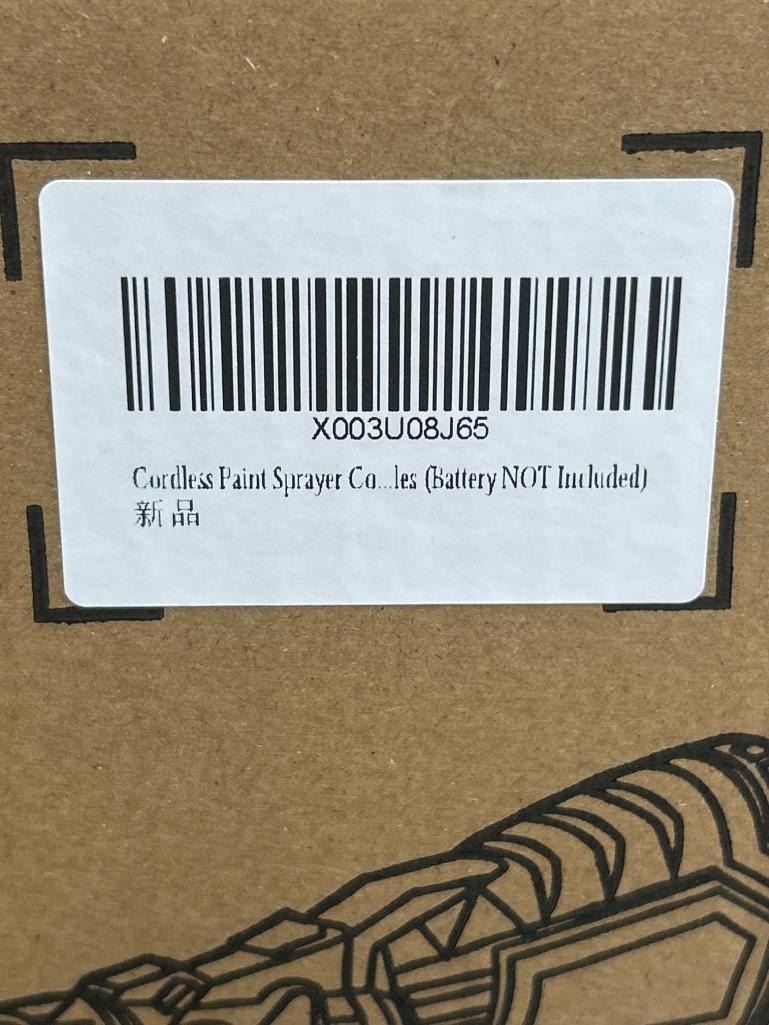 X003U08J65
Cordless Paint Sprayer Co...les (Battery NOT Included)
新品